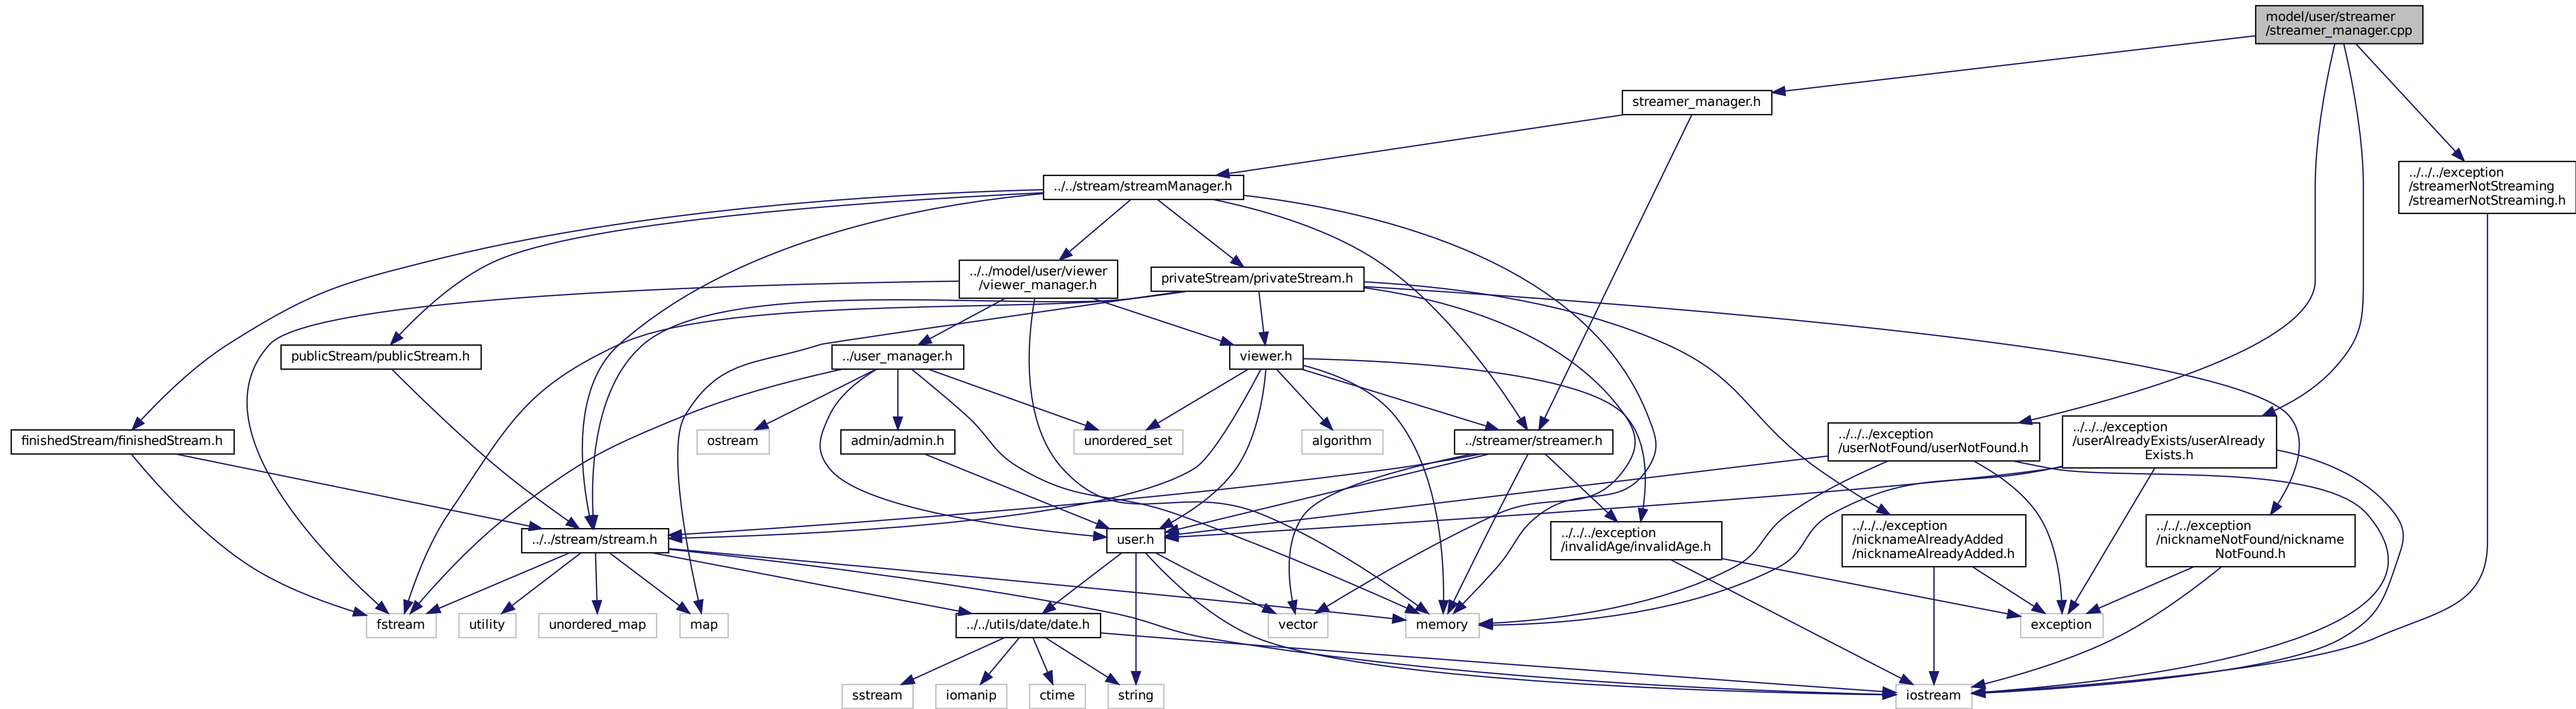 model/user/streamer
/streamer_manager.cpp
streamer_manager.h
../../stream/streamManager.h
../../../exception
/streamerNotStreaming
/streamerNotStreaming.h
../../model/user/viewer
/viewer_manager.h
privateStream/privateStream.h
publicStream/publicStream.h
../user_manager.h
viewer.h
finishedStream/finishedStream.h
ostream
admin/admin.h
unordered_set
algorithm
../streamer/streamer.h
../../../exception
/userNotFound/userNotFound.h
../../../exception
/userAlreadyExists/userAlready
Exists.h
../../stream/stream.h
user.h
../../../exception
/invalidAge/invalidAge.h
../../../exception
/nicknameAlreadyAdded
/nicknameAlreadyAdded.h
../../../exception
/nicknameNotFound/nickname
NotFound.h
fstream
utility
unordered_map
map
../../utils/date/date.h
vector
memory
exception
sstream
iomanip
ctime
string
iostream